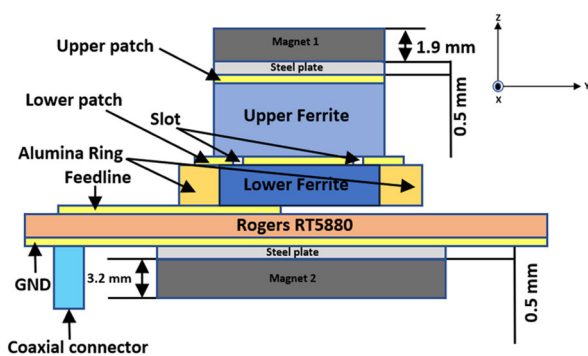 Magnet 1
1.9 mm
Z
Y
X
Upper patch
Steel plate
Lower patch
Upper Ferrite
0.5 mm
Slot
Alumina Ring
Feedline
Lower Ferrite
Rogers RT5880
GND
Steel plate
3.2 mm
Magnet 2
0.5 mm
Coaxial connector